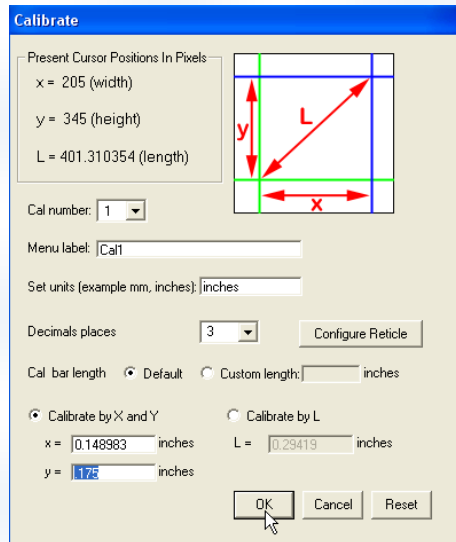 Calibrate
Present Cursor Positions In Pixels
x = 205 (width)
y = 345 (height)
L = 401.310354 (length)
y
L
x
Cal number: 1
Menu label: Cal1
Set units (example mm, inches): inches
Decimals places 3 Configure Reticle
Cal bar length Default Custom length: inches
Calibrate by X and Y Calibrate by L
x = 0.148983 inches L = 0.29419 inches
y = .175 inches
OK Cancel Reset